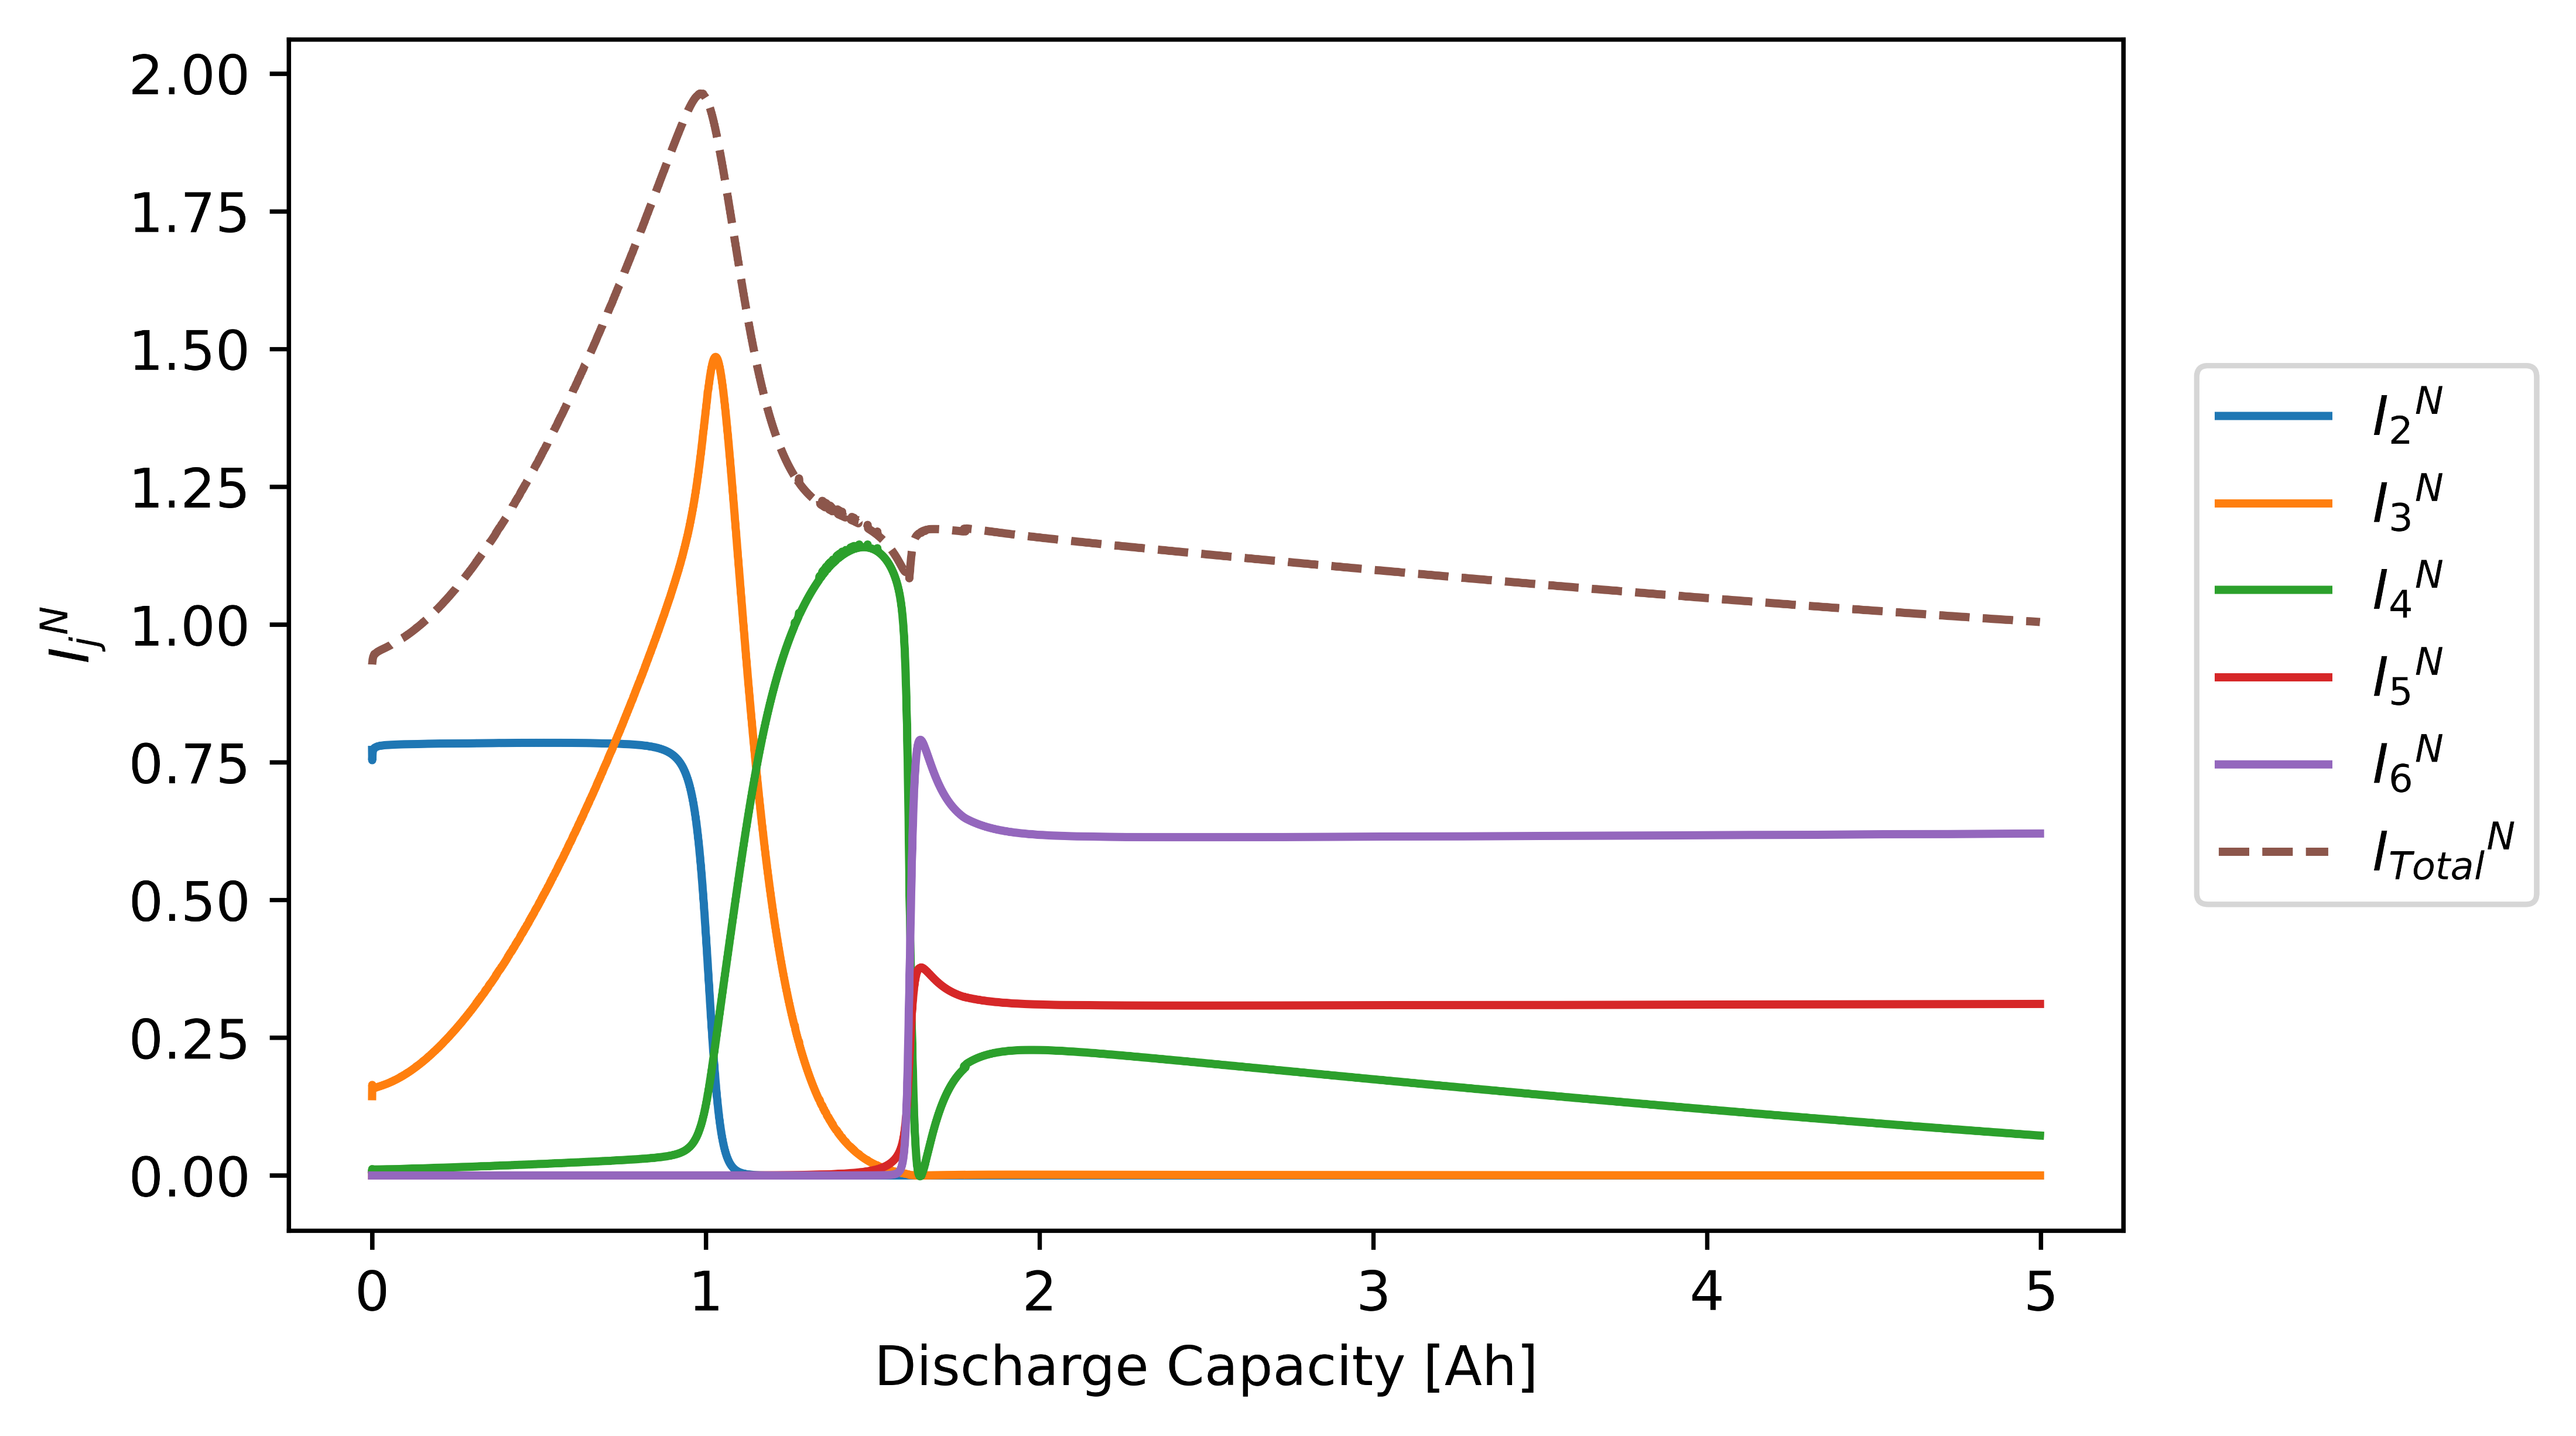 2.00
1.75
1.50
1.25
1.00
0.75
0.50
0.25
0.00
I_j^N
0 1 2 3 4 5
Discharge Capacity [Ah]
I_2^N
I_3^N
I_4^N
I_5^N
I_6^N
I_Total^N